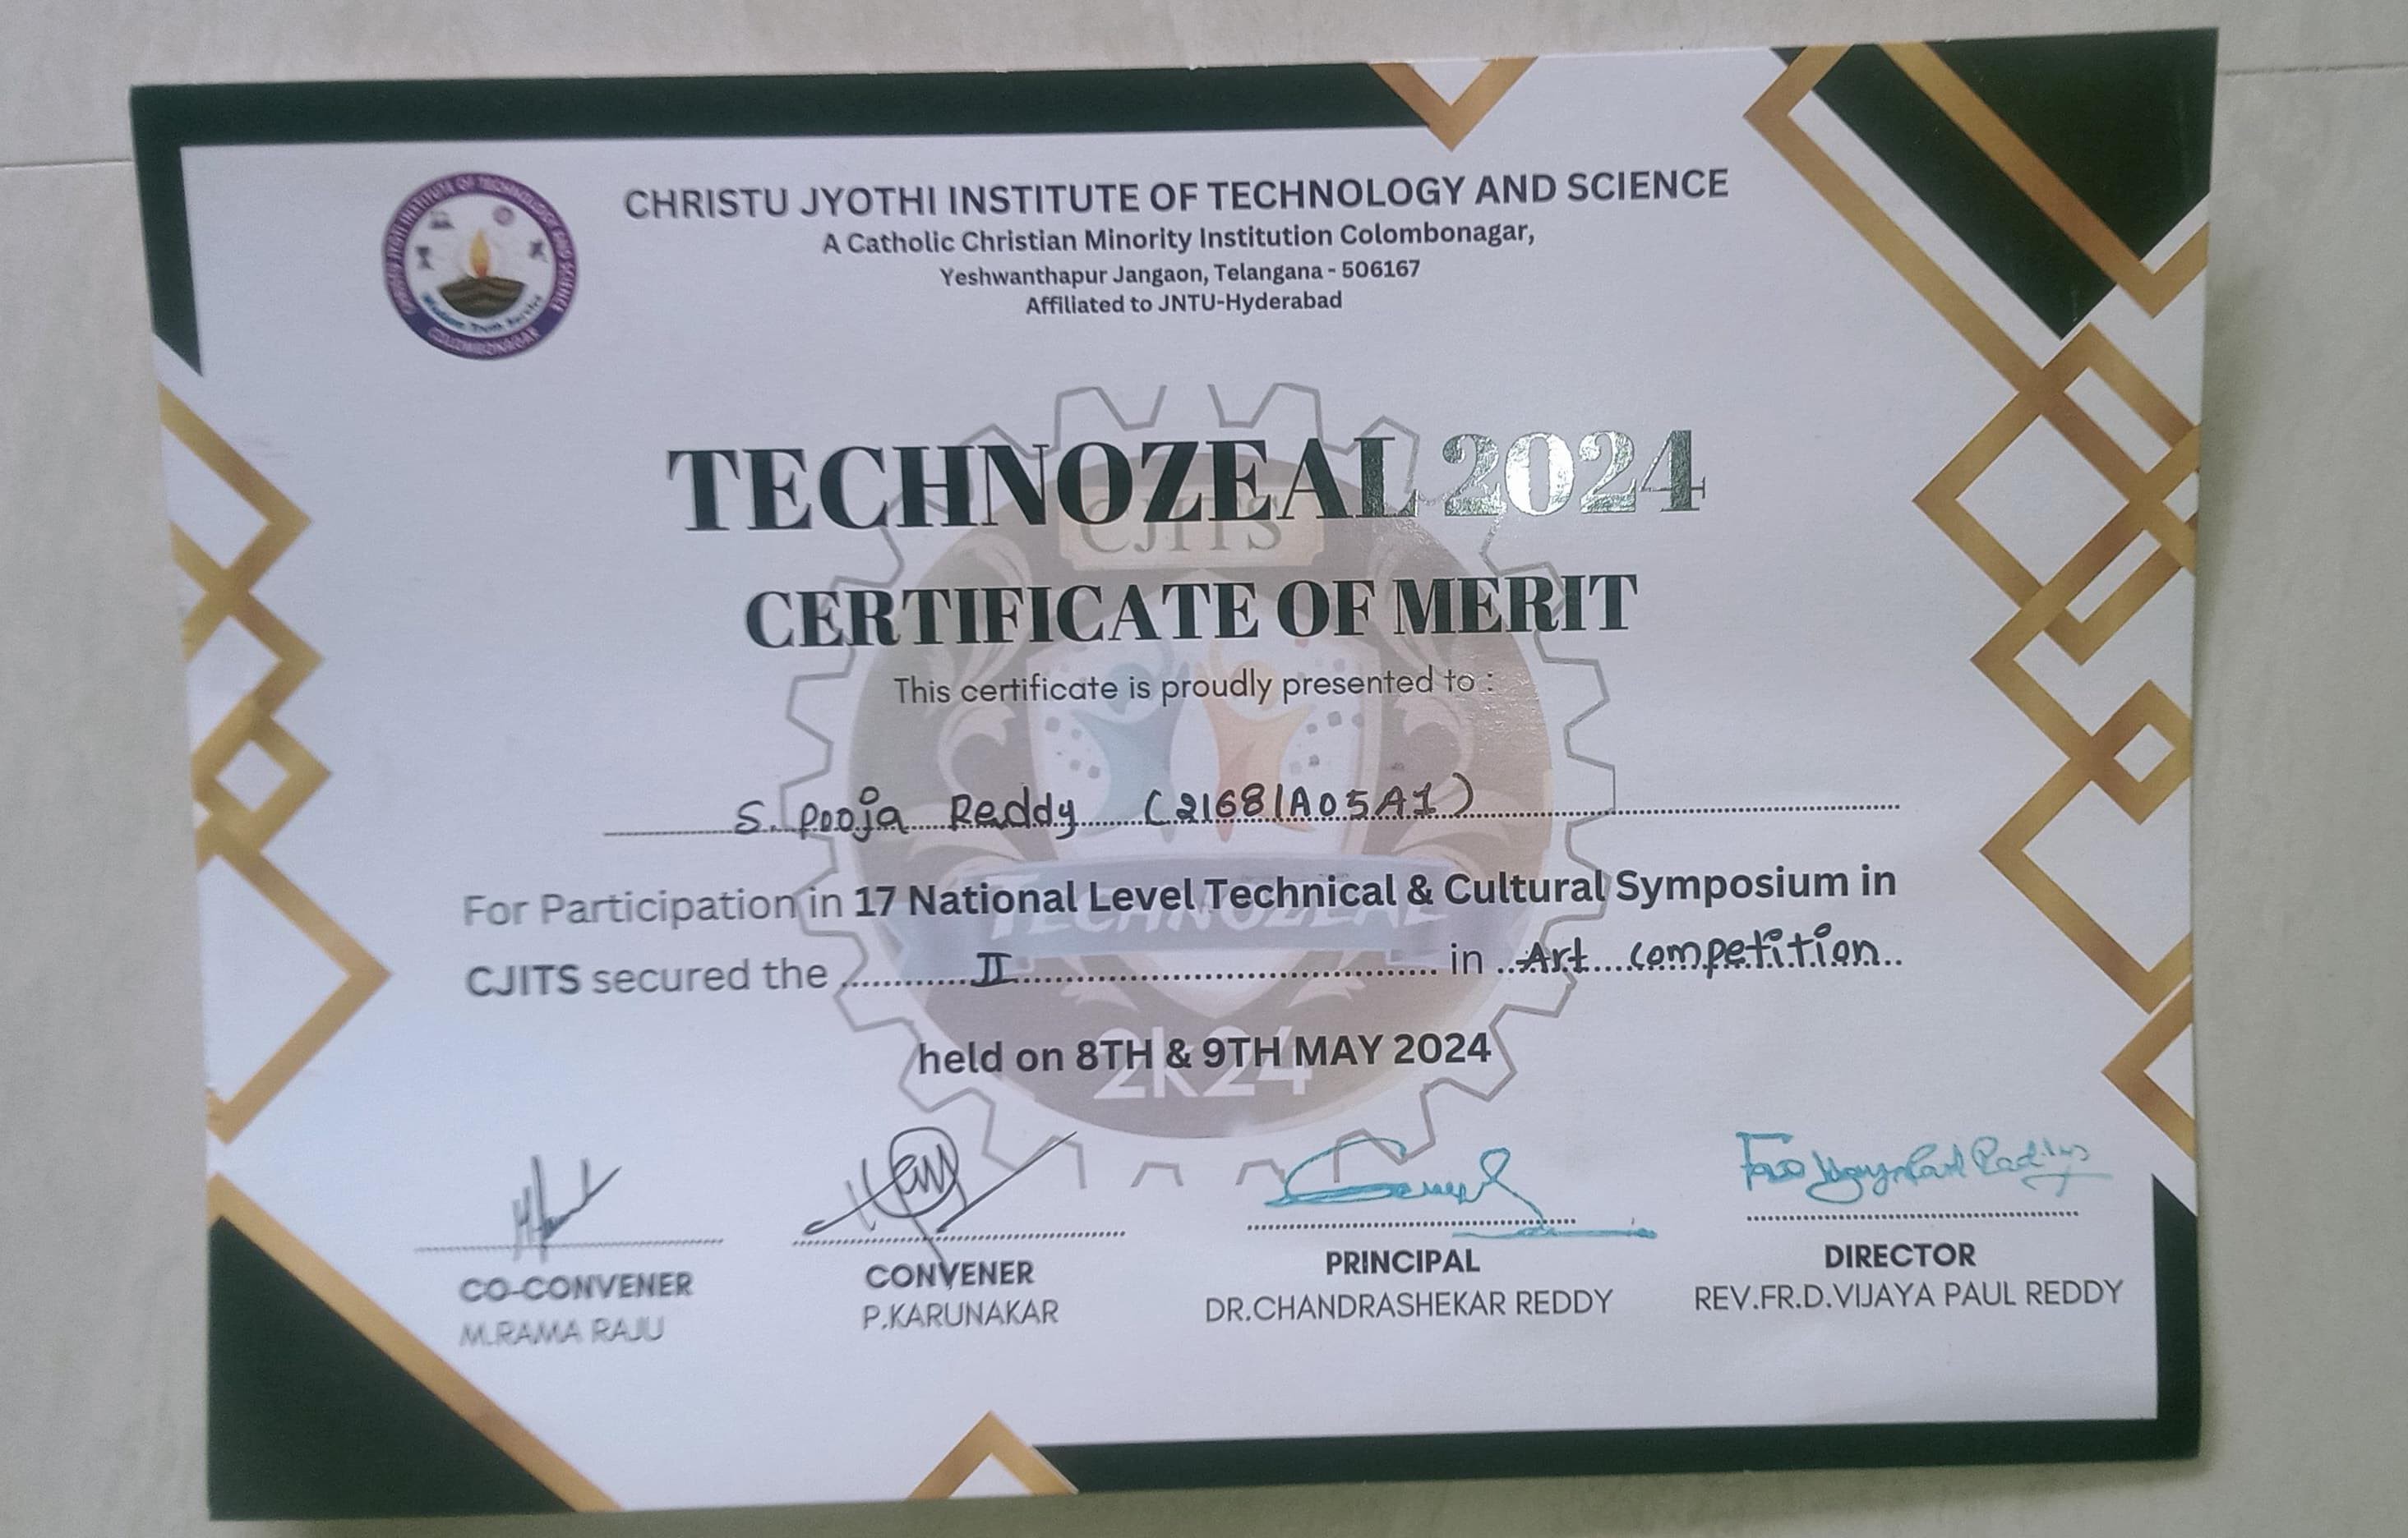 CHRISTU JYOTHI INSTITUTE OF TECHNOLOGY AND SCIENCE
A Catholic Christian Minority Institution Colombonagar,
Yeshwanthapur Jangaon, Telangana - 506167
Affiliated to JNTU-Hyderabad
COLOMBONAGAR
TECHNOZEAL 2024
CJITS
CERTIFICATE OF MERIT
This certificate is proudly presented to :
S. Pooja Reddy (21681A05A1)
For Participation in 17 National Level Technical & Cultural Symposium in
TECHNOZEAL
CJITS secured the II in Art competition
held on 8TH & 9TH MAY 2024
2K24
CO-CONVENER
M.RAMA RAJU
CONVENER
P.KARUNAKAR
PRINCIPAL
DR.CHANDRASHEKAR REDDY
DIRECTOR
REV.FR.D.VIJAYA PAUL REDDY